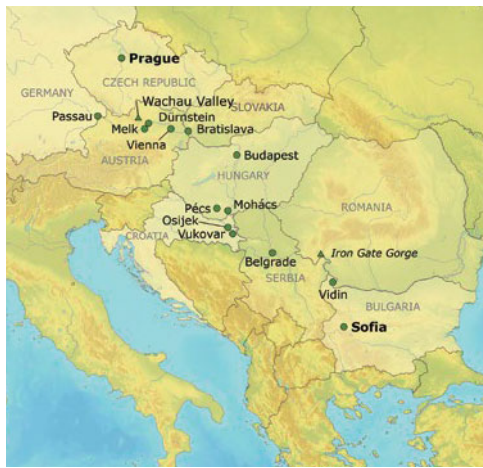 Prague
CZECH REPUBLIC
GERMANY
Wachau Valley
SLOVAKIA
Passau
Dürnstein
Melk
Bratislava
Vienna
AUSTRIA
Budapest
HUNGARY
Pécs
Mohács
ROMANIA
Osijek
CROATIA
Vukovar
Iron Gate Gorge
Belgrade
SERBIA
Vidin
BULGARIA
Sofia